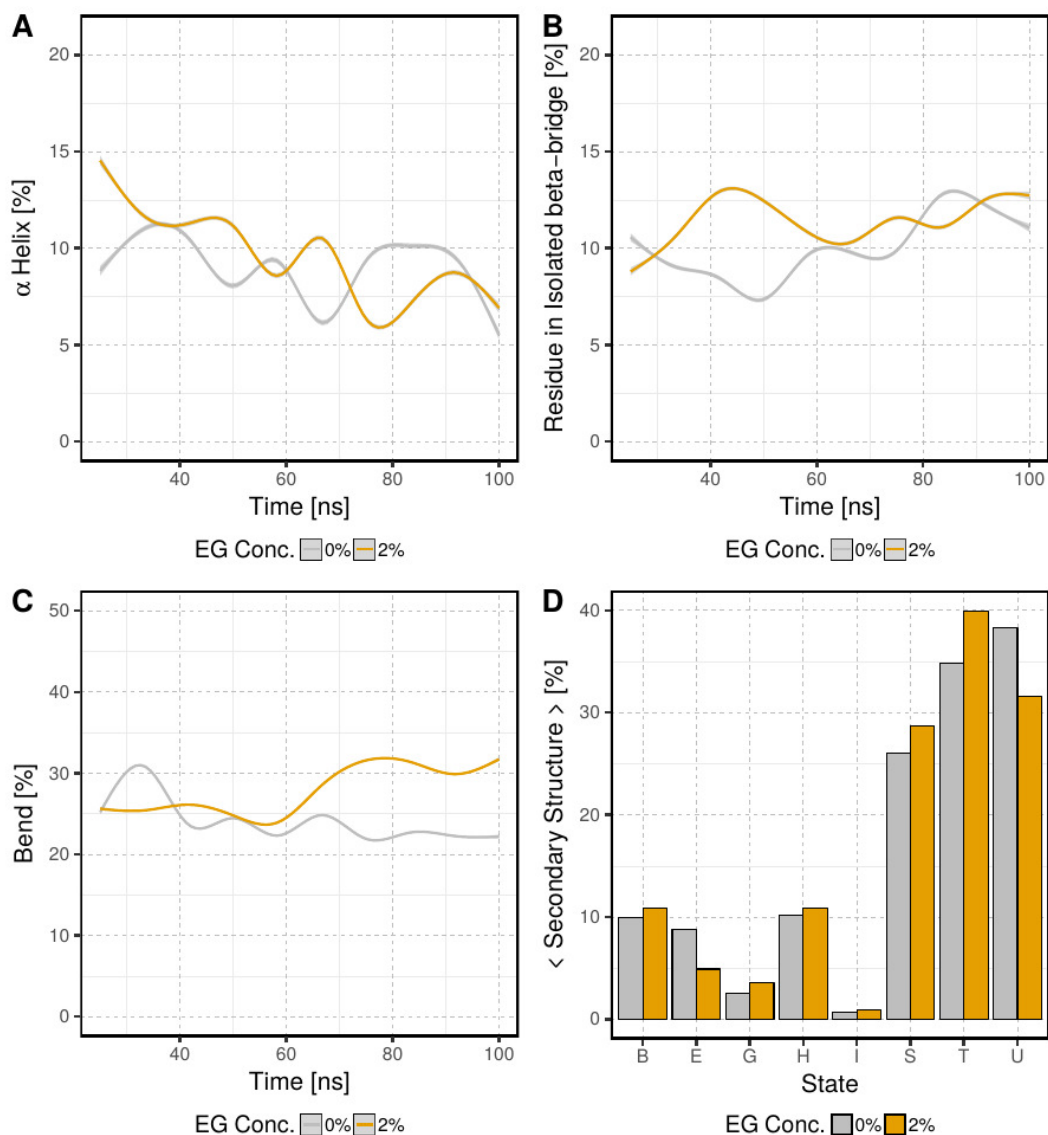 A
α Helix [%]
20
15
10
5
0
40 60 80 100
Time [ns]
EG Conc. 0% 2%
B
Residue in Isolated beta−bridge [%]
20
15
10
5
0
40 60 80 100
Time [ns]
EG Conc. 0% 2%
C
Bend [%]
50
40
30
20
10
0
40 60 80 100
Time [ns]
EG Conc. 0% 2%
D
< Secondary Structure > [%]
40
30
20
10
0
B E G H I S T U
State
EG Conc. 0% 2%